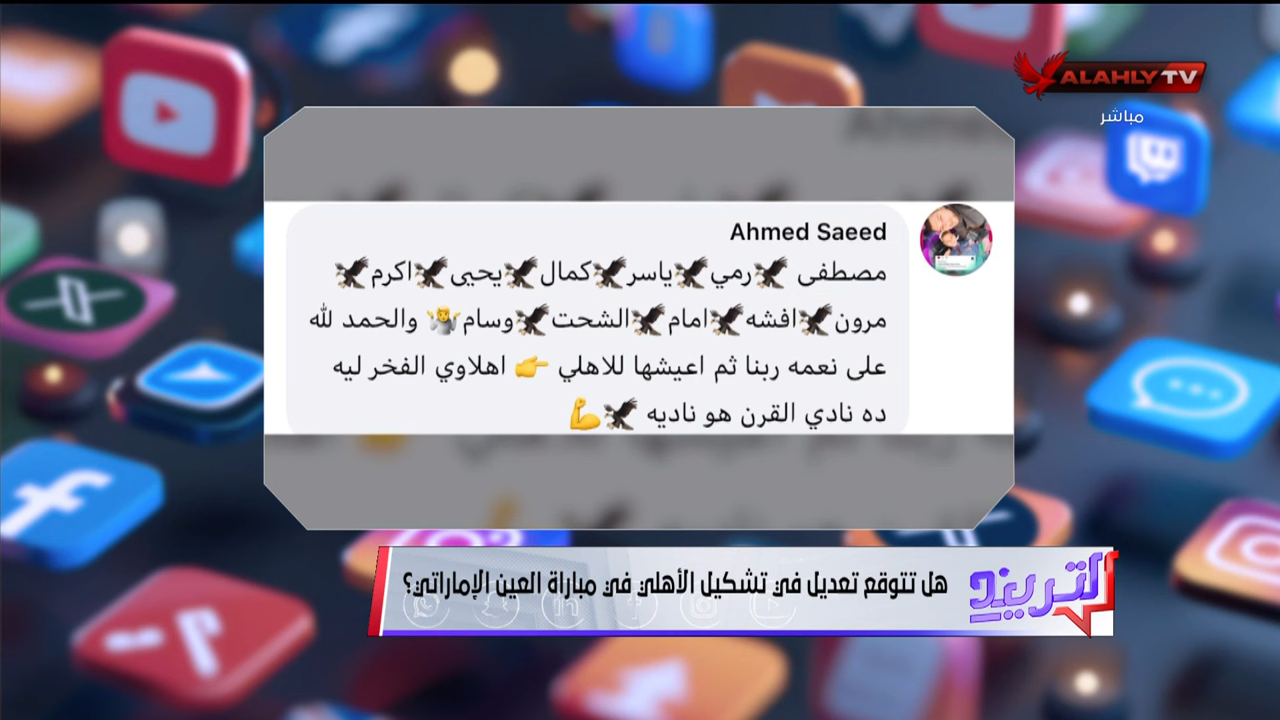 ALAHLY TV
مباشر
Ahmed Saeed
مصطفى 🦅رمي🦅ياسر🦅كمال🦅يحيى🦅اكرم🦅
مرون🦅افشه🦅امام🦅الشحت🦅وسام🤷 والحمد لله
على نعمه ربنا ثم اعيشها للاهلي 👉 اهلاوي الفخر ليه
ده نادي القرن هو ناديه 🦅💪
التريند
هل تتوقع تعديل في تشكيل الأهلي في مباراة العين الإماراتي؟